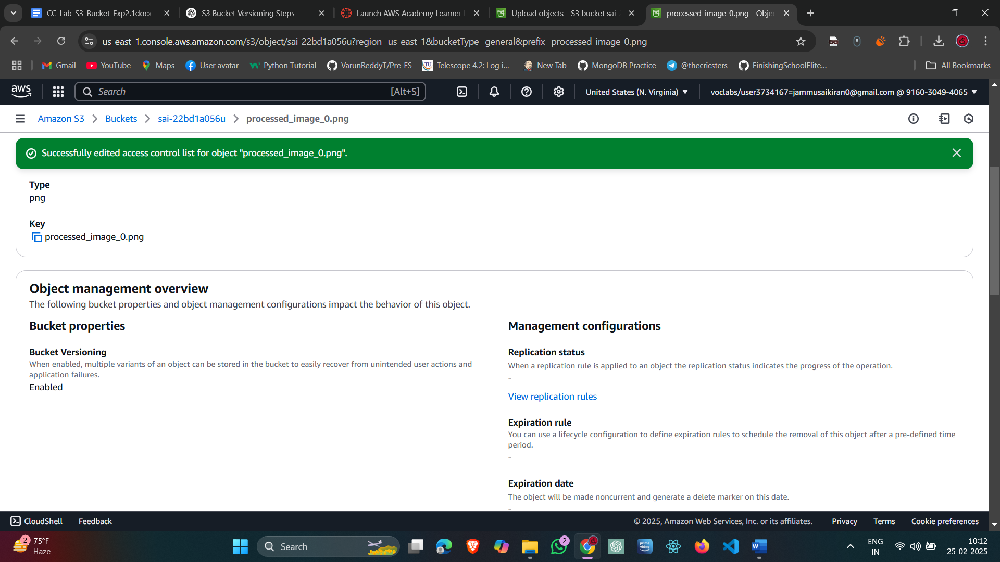 CC_Lab_S3_Bucket_Exp2.1docx
S3 Bucket Versioning Steps
Launch AWS Academy Learner
Upload objects - S3 bucket sai-
processed_image_0.png - Obje
us-east-1.console.aws.amazon.com/s3/object/sai-22bd1a056u?region=us-east-1&bucketType=general&prefix=processed_image_0.png
Gmail
YouTube
Maps
User avatar
Python Tutorial
VarunReddyT/Pre-FS
Telescope 4.2: Log i...
New Tab
MongoDB Practice
@thecricsters
FinishingSchoolElite...
All Bookmarks
aws
Search
[Alt+S]
United States (N. Virginia)
voclabs/user3734167=jammusaikiran0@gmail.com @ 9160-3049-4065
Amazon S3
Buckets
sai-22bd1a056u
processed_image_0.png
Successfully edited access control list for object "processed_image_0.png".
Type
png
Key
processed_image_0.png
Object management overview
The following bucket properties and object management configurations impact the behavior of this object.
Bucket properties
Bucket Versioning
When enabled, multiple variants of an object can be stored in the bucket to easily recover from unintended user actions and
application failures.
Enabled
Management configurations
Replication status
When a replication rule is applied to an object the replication status indicates the progress of the operation.
-
View replication rules
Expiration rule
You can use a lifecycle configuration to define expiration rules to schedule the removal of this object after a pre-defined time
period.
-
Expiration date
The object will be made noncurrent and generate a delete marker on this date.
-
CloudShell
Feedback
© 2025, Amazon Web Services, Inc. or its affiliates.
Privacy
Terms
Cookie preferences
2
75°F
Haze
Search
2
prime
video
W
ENG
IN
10:12
25-02-2025